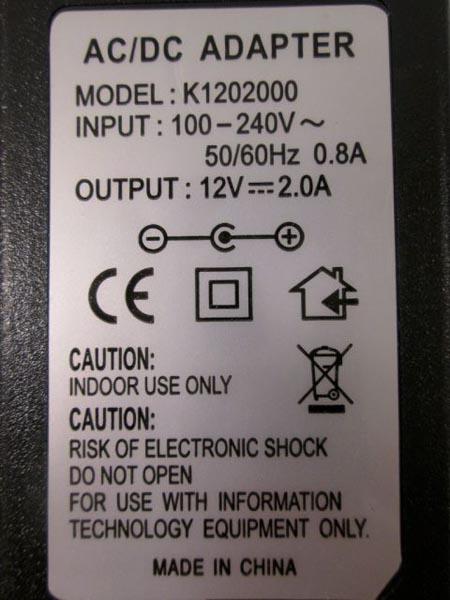 AC/DC ADAPTER
MODEL : K1202000
INPUT : 100-240V~
50/60Hz 0.8A
OUTPUT : 12V⎓2.0A
CE
CAUTION:
INDOOR USE ONLY
CAUTION:
RISK OF ELECTRONIC SHOCK
DO NOT OPEN
FOR USE WITH INFORMATION
TECHNOLOGY EQUIPMENT ONLY.
MADE IN CHINA